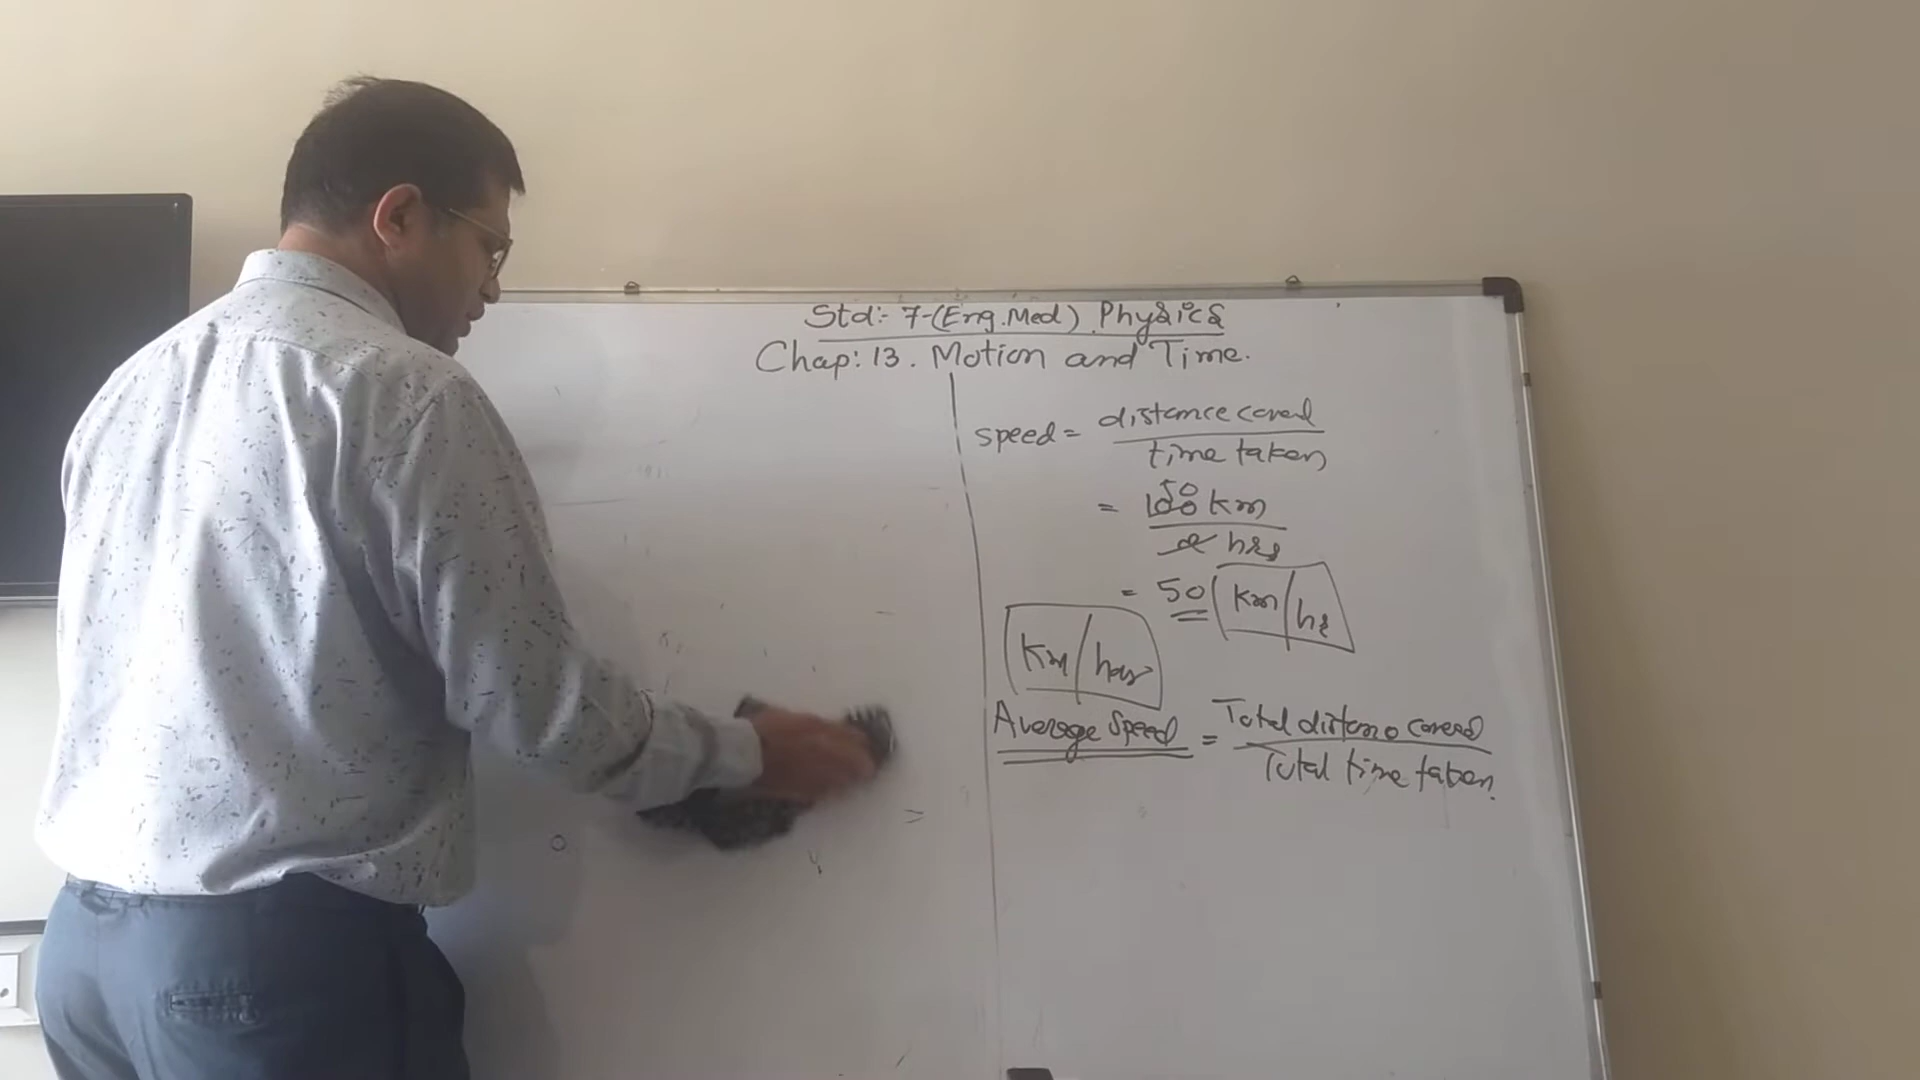 Std:- 7-(Eng.Med) Physics
Chap: 13. Motion and Time.
speed = distance covered
time taken
50
= 100 km
2 hrs
= 50 km/hr
km/hour
Average speed = Total distance covered
Total time taken.